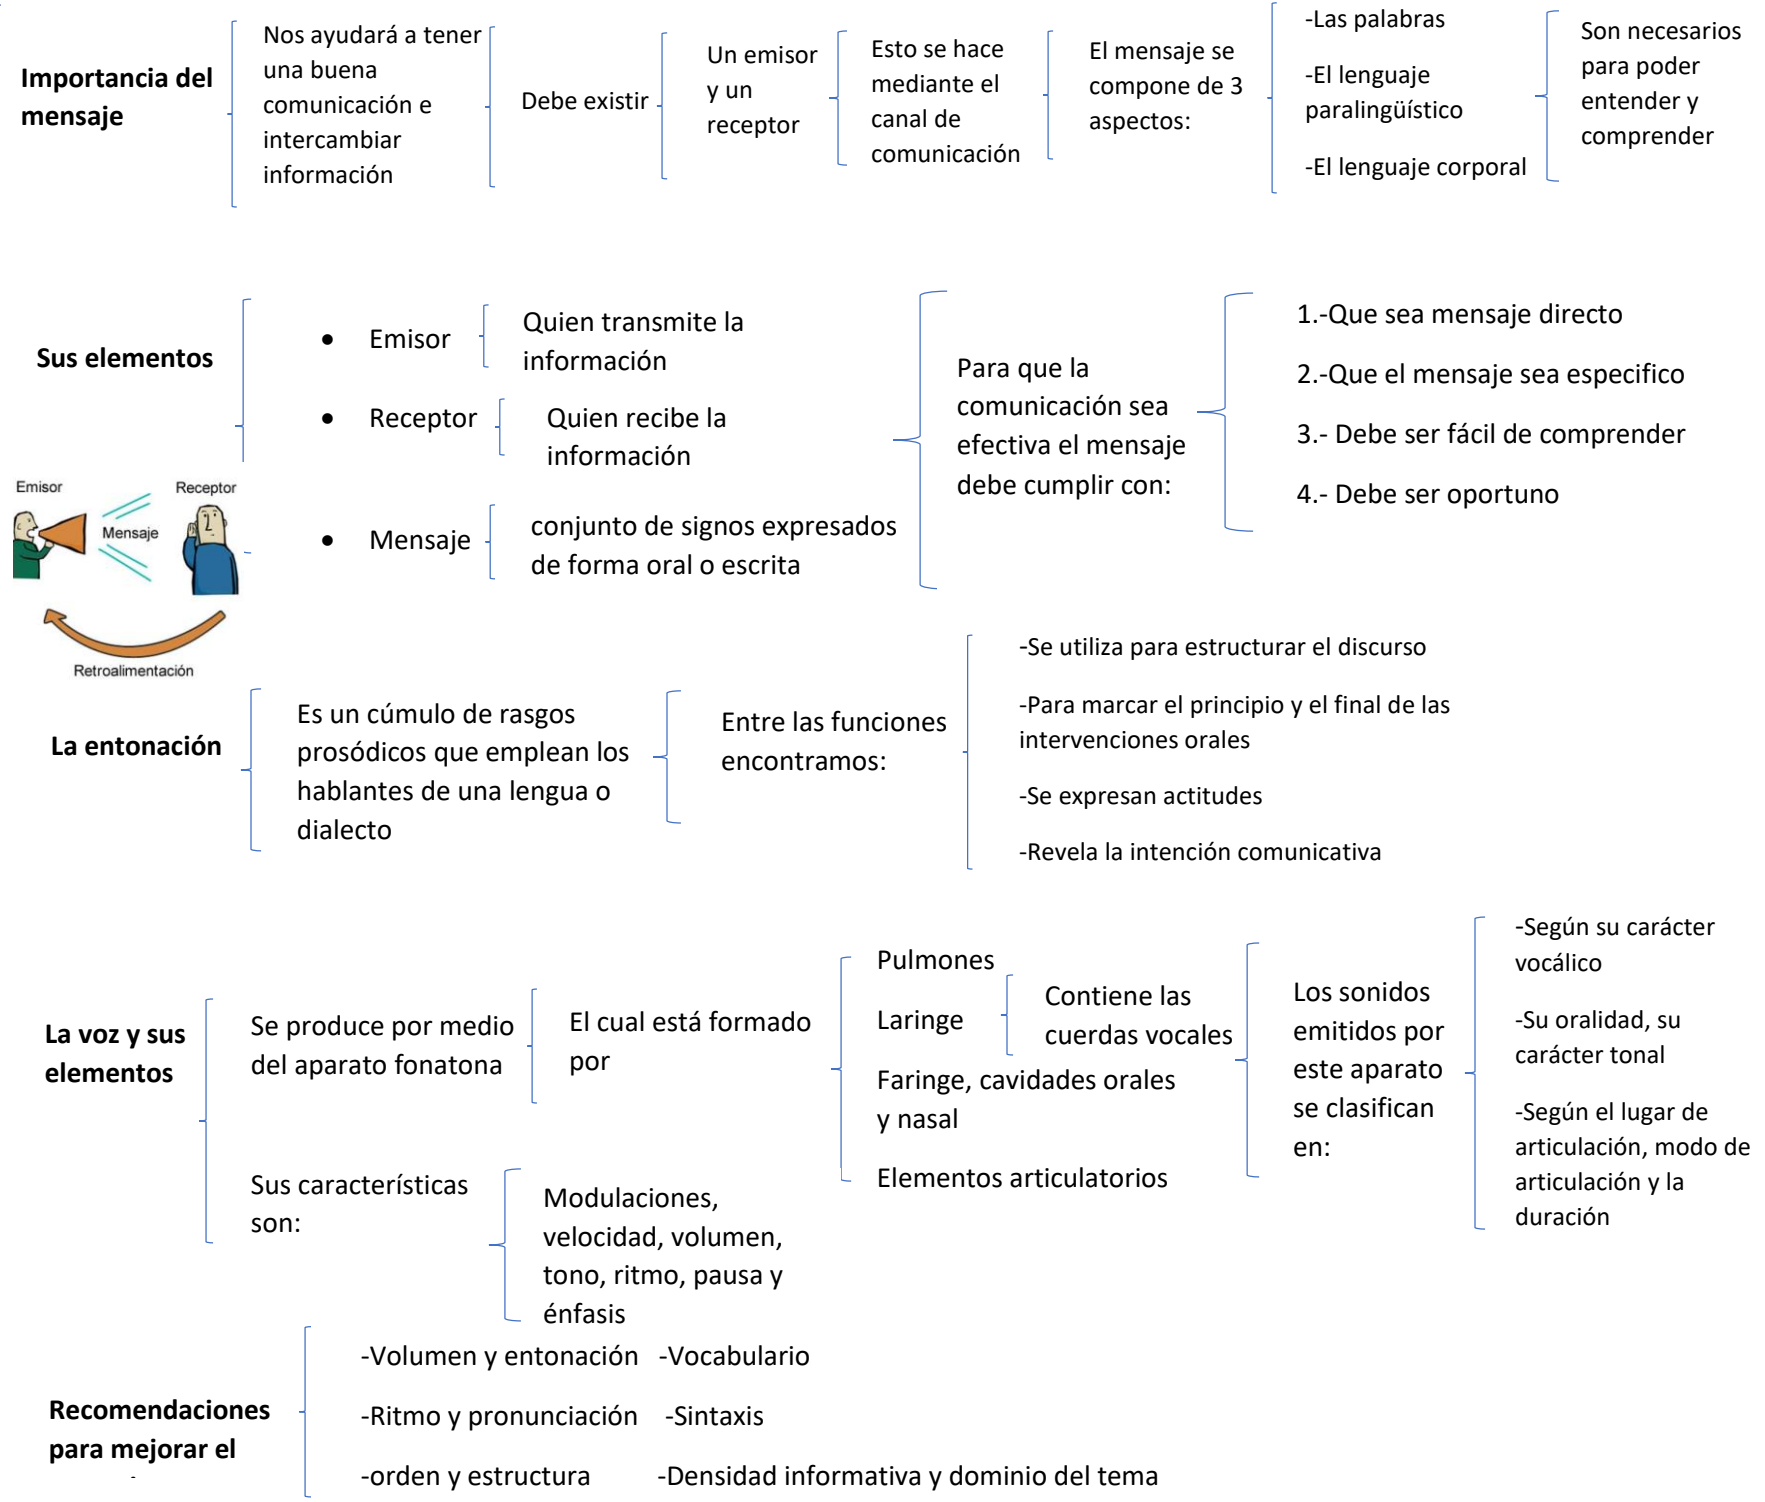 Importancia del
mensaje
Nos ayudará a tener
una buena
comunicación e
intercambiar
información
Debe existir
Un emisor
y un
receptor
Esto se hace
mediante el
canal de
comunicación
El mensaje se
compone de 3
aspectos:
-Las palabras
-El lenguaje
paralingüístico
-El lenguaje corporal
Son necesarios
para poder
entender y
comprender
Sus elementos
• Emisor
Quien transmite la
información
• Receptor
Quien recibe la
información
• Mensaje
conjunto de signos expresados
de forma oral o escrita
Para que la
comunicación sea
efectiva el mensaje
debe cumplir con:
1.-Que sea mensaje directo
2.-Que el mensaje sea especifico
3.- Debe ser fácil de comprender
4.- Debe ser oportuno
Emisor
Receptor
Mensaje
Retroalimentación
La entonación
Es un cúmulo de rasgos
prosódicos que emplean los
hablantes de una lengua o
dialecto
Entre las funciones
encontramos:
-Se utiliza para estructurar el discurso
-Para marcar el principio y el final de las
intervenciones orales
-Se expresan actitudes
-Revela la intención comunicativa
La voz y sus
elementos
Se produce por medio
del aparato fonatona
El cual está formado
por
Pulmones
Laringe
Contiene las
cuerdas vocales
Faringe, cavidades orales
y nasal
Elementos articulatorios
Los sonidos
emitidos por
este aparato
se clasifican
en:
-Según su carácter
vocálico
-Su oralidad, su
carácter tonal
-Según el lugar de
articulación, modo de
articulación y la
duración
Sus características
son:
Modulaciones,
velocidad, volumen,
tono, ritmo, pausa y
énfasis
Recomendaciones
para mejorar el
-Volumen y entonación -Vocabulario
-Ritmo y pronunciación -Sintaxis
-orden y estructura -Densidad informativa y dominio del tema